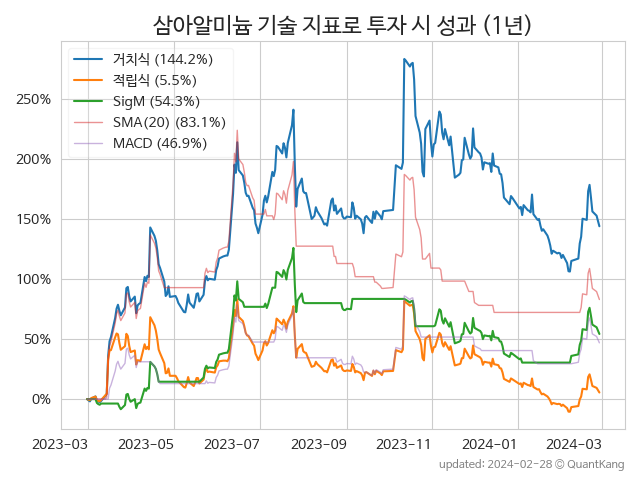 삼아알미늄 기술 지표로 투자 시 성과 (1년)
거치식 (144.2%)
적립식 (5.5%)
SigM (54.3%)
SMA(20) (83.1%)
MACD (46.9%)
250%
200%
150%
100%
50%
0%
2023-03 2023-05 2023-07 2023-09 2023-11 2024-01 2024-03
updated: 2024-02-28 © QuantKang